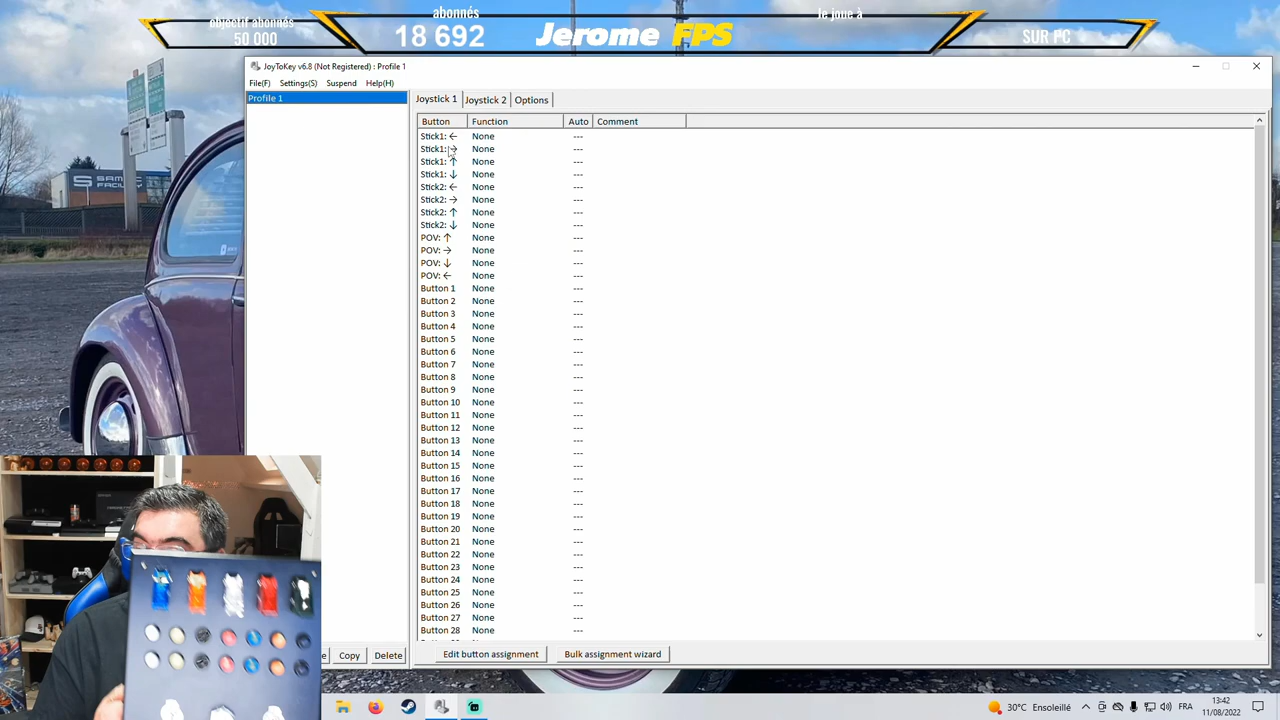 objectif abonnés
50 000
abonnés
18 692
Jerome FPS
Je joue à
SUR PC
JoyToKey v6.8 (Not Registered) : Profile 1
File(F) Settings(S) Suspend Help(H)
Profile 1
Joystick 1 Joystick 2 Options
Button Function Auto Comment
Stick1: ← None ---
Stick1: → None ---
Stick1: ↑ None ---
Stick1: ↓ None ---
Stick2: ← None ---
Stick2: → None ---
Stick2: ↑ None ---
Stick2: ↓ None ---
POV: ↑ None ---
POV: → None ---
POV: ↓ None ---
POV: ← None ---
Button 1 None ---
Button 2 None ---
Button 3 None ---
Button 4 None ---
Button 5 None ---
Button 6 None ---
Button 7 None ---
Button 8 None ---
Button 9 None ---
Button 10 None ---
Button 11 None ---
Button 12 None ---
Button 13 None ---
Button 14 None ---
Button 15 None ---
Button 16 None ---
Button 17 None ---
Button 18 None ---
Button 19 None ---
Button 20 None ---
Button 21 None ---
Button 22 None ---
Button 23 None ---
Button 24 None ---
Button 25 None ---
Button 26 None ---
Button 27 None ---
Button 28 None ---
Copy Delete
Edit button assignment Bulk assignment wizard
30°C Ensoleillé
FRA
13:42
11/08/2022